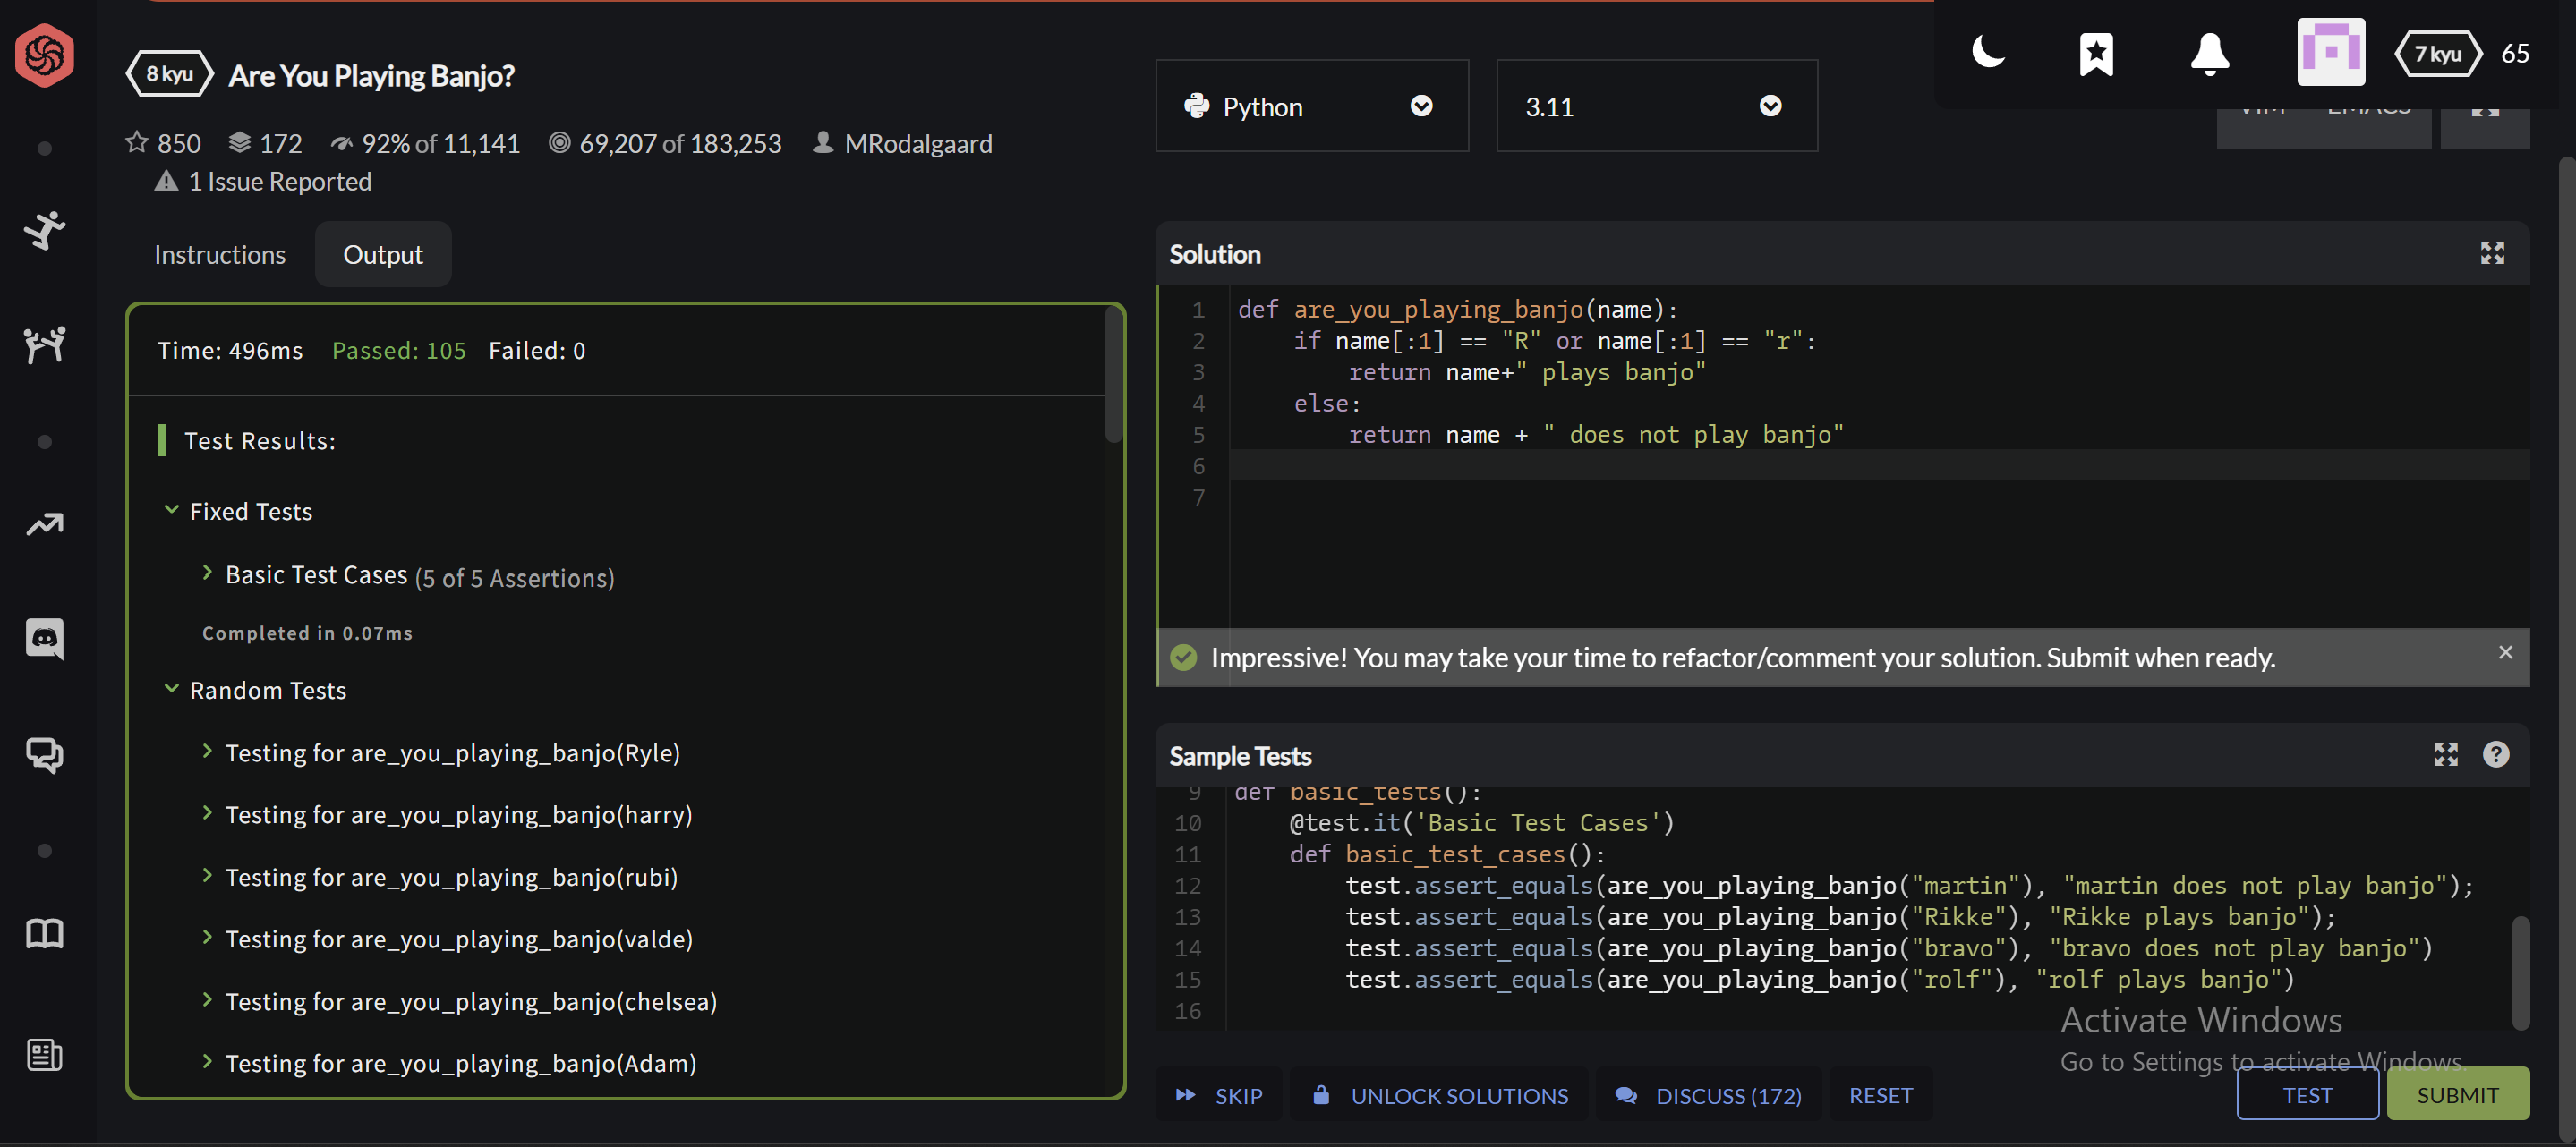 8 kyu Are You Playing Banjo?
850 172 92% of 11,141 69,207 of 183,253 MRodalgaard
1 Issue Reported
Python
3.11
7 kyu 65
VIM EMACS
Instructions Output
Time: 496ms Passed: 105 Failed: 0
Test Results:
Fixed Tests
Basic Test Cases (5 of 5 Assertions)
Completed in 0.07ms
Random Tests
Testing for are_you_playing_banjo(Ryle)
Testing for are_you_playing_banjo(harry)
Testing for are_you_playing_banjo(rubi)
Testing for are_you_playing_banjo(valde)
Testing for are_you_playing_banjo(chelsea)
Testing for are_you_playing_banjo(Adam)
Solution
1 def are_you_playing_banjo(name):
2     if name[:1] == "R" or name[:1] == "r":
3         return name+" plays banjo"
4     else:
5         return name + " does not play banjo"
6
7
Impressive! You may take your time to refactor/comment your solution. Submit when ready. ×
Sample Tests ?
9 def basic_tests():
10     @test.it('Basic Test Cases')
11     def basic_test_cases():
12         test.assert_equals(are_you_playing_banjo("martin"), "martin does not play banjo");
13         test.assert_equals(are_you_playing_banjo("Rikke"), "Rikke plays banjo");
14         test.assert_equals(are_you_playing_banjo("bravo"), "bravo does not play banjo")
15         test.assert_equals(are_you_playing_banjo("rolf"), "rolf plays banjo")
16
Activate Windows
Go to Settings to activate Windows.
SKIP UNLOCK SOLUTIONS DISCUSS (172) RESET TEST SUBMIT